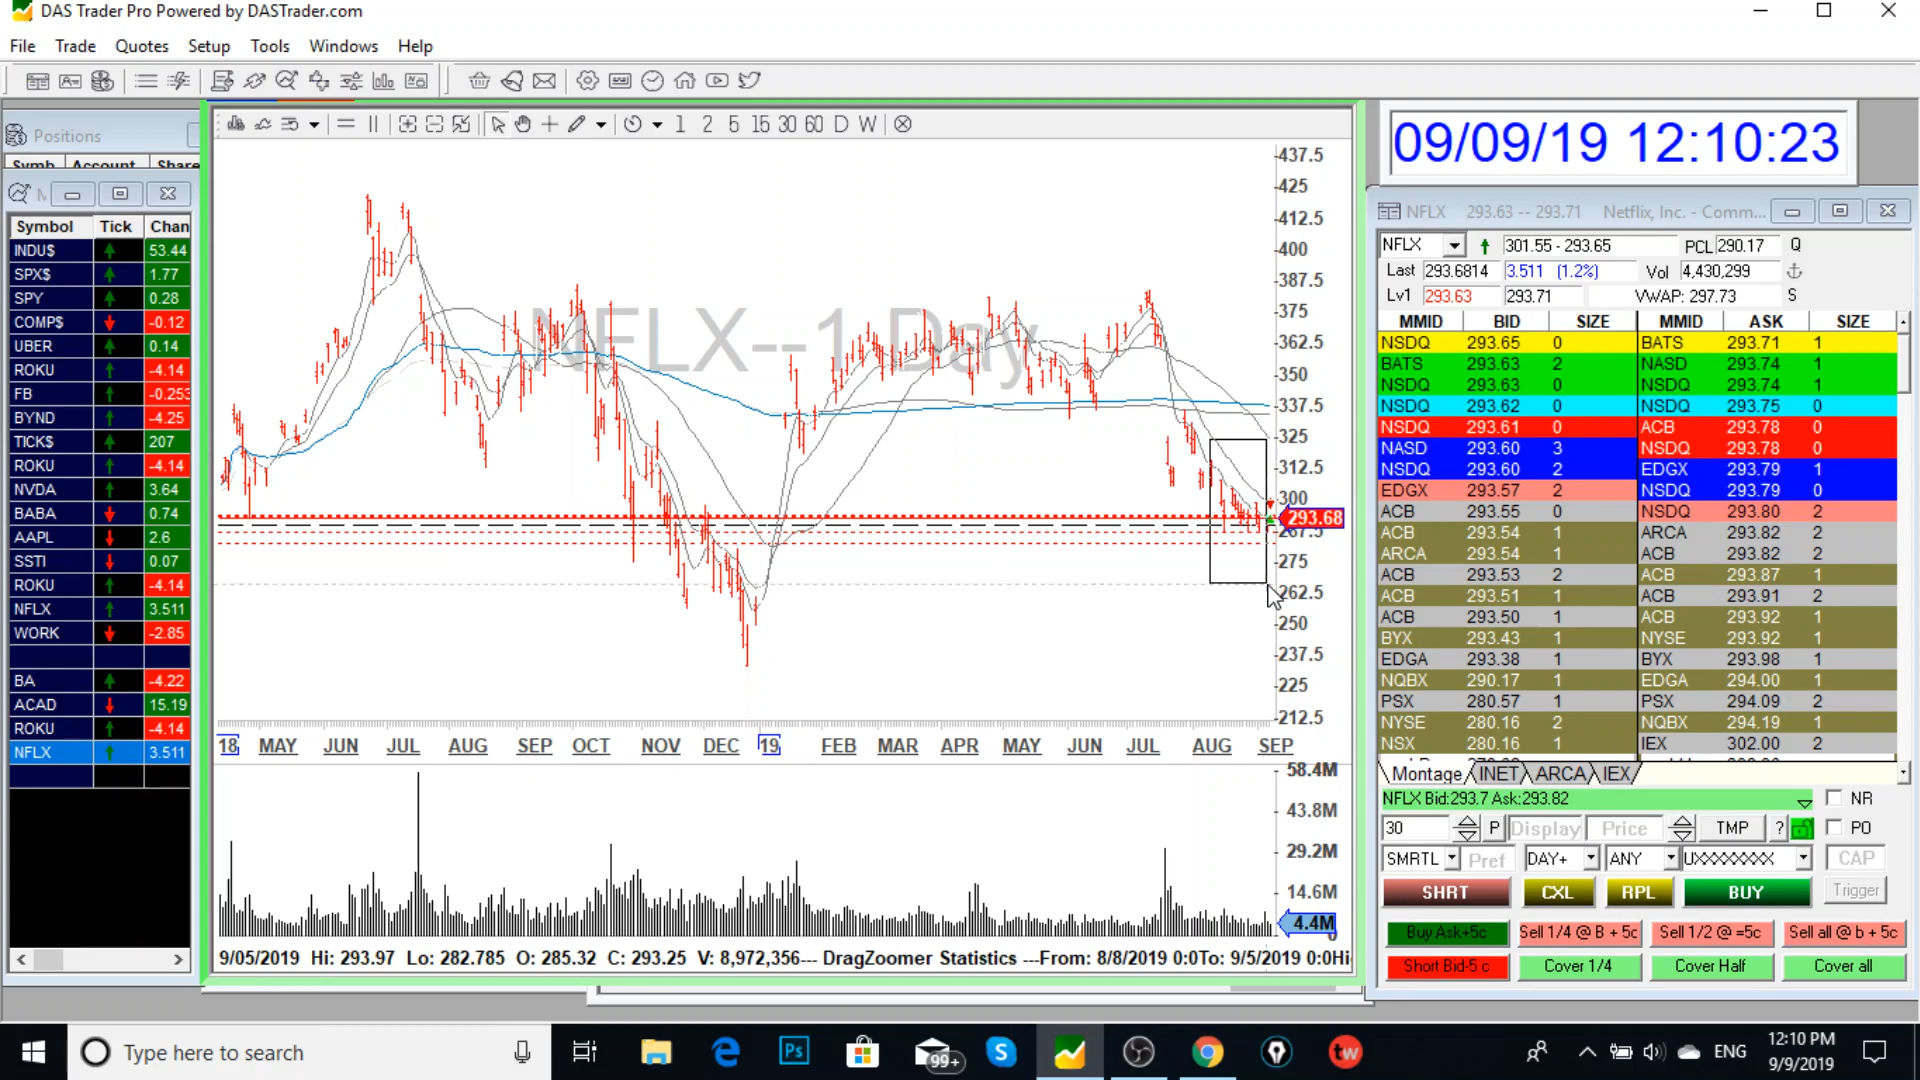 DAS Trader Pro Powered by DASTrader.com
File Trade Quotes Setup Tools Windows Help
Positions
Symb Account Share
Symbol Tick Chan
INDU$ 53.44
SPX$ 1.77
SPY 0.28
COMP$ -0.12
UBER 0.14
ROKU -4.14
FB -0.253
BYND -4.25
TICK$ 207
ROKU -4.14
NVDA 3.64
BABA 0.74
AAPL 2.6
SSTI 0.07
ROKU -4.14
NFLX 3.511
WORK -2.85
BA -4.22
ACAD 15.19
ROKU -4.14
NFLX 3.511
1 2 5 15 30 60 D W
NFLX--1 Day
437.5
425
412.5
400
387.5
375
362.5
350
337.5
325
312.5
300
293.68
287.5
275
262.5
250
237.5
225
212.5
18 MAY JUN JUL AUG SEP OCT NOV DEC 19 FEB MAR APR MAY JUN JUL AUG SEP
58.4M
43.8M
29.2M
14.6M
4.4M
0
9/05/2019 Hi: 293.97 Lo: 282.785 O: 285.32 C: 293.25 V: 8,972,356--- DragZoomer Statistics ---From: 8/8/2019 0:0To: 9/5/2019 0:0Hi
09/09/19 12:10:23
NFLX 293.63 -- 293.71 Netflix, Inc. - Comm...
NFLX 301.55 - 293.65 PCL 290.17 Q
Last 293.6814 3.511 (1.2%) Vol 4,430,299
Lv1 293.63 293.71 VWAP: 297.73 S
MMID BID SIZE MMID ASK SIZE
NSDQ 293.65 0 BATS 293.71 1
BATS 293.63 2 NASD 293.74 1
NSDQ 293.63 0 NSDQ 293.74 1
NSDQ 293.62 0 NSDQ 293.75 0
NSDQ 293.61 0 ACB 293.78 0
NASD 293.60 3 NSDQ 293.78 0
NSDQ 293.60 2 EDGX 293.79 1
EDGX 293.57 2 NSDQ 293.79 0
ACB 293.55 0 NSDQ 293.80 2
ACB 293.54 1 ARCA 293.82 2
ARCA 293.54 1 ACB 293.82 2
ACB 293.53 2 ACB 293.87 1
ACB 293.51 1 ACB 293.91 2
ACB 293.50 1 ACB 293.92 1
BYX 293.43 1 NYSE 293.92 1
EDGA 293.38 1 BYX 293.98 1
NQBX 290.17 1 EDGA 294.00 1
PSX 280.57 1 PSX 294.09 2
NYSE 280.16 2 NQBX 294.19 1
NSX 280.16 1 IEX 302.00 2
Montage INET ARCA IEX
NFLX Bid:293.7 Ask:293.82 NR
30 P Display Price TMP ? PO
SMRTL Pref DAY+ ANY UXXXXXXX CAP
SHRT CXL RPL BUY Trigger
Buy Ask+5c Sell 1/4 @ B + 5c Sell 1/2 @ =5c Sell all @ b + 5c
Short Bid-5 c Cover 1/4 Cover Half Cover all
Type here to search
Ps
99+
tw
ENG
12:10 PM
9/9/2019